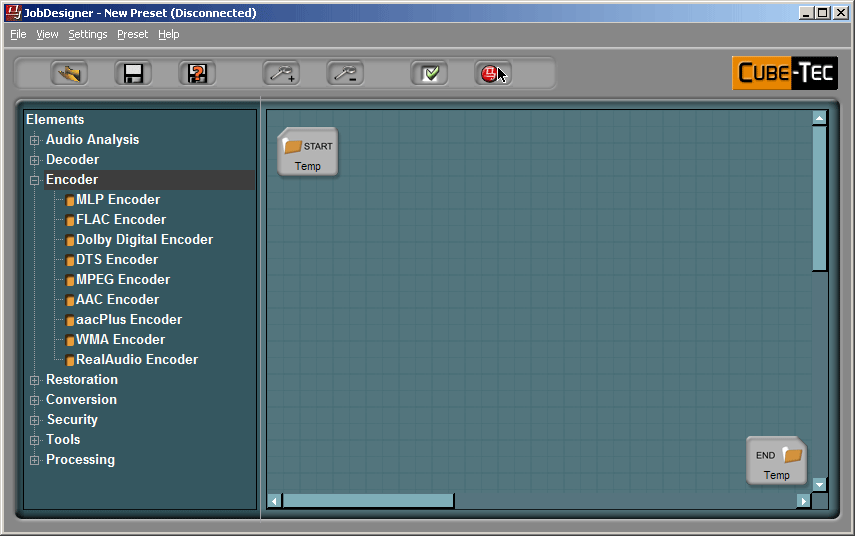 JobDesigner - New Preset (Disconnected)
File View Settings Preset Help
CUBE-TEC
Elements
Audio Analysis
Decoder
Encoder
MLP Encoder
FLAC Encoder
Dolby Digital Encoder
DTS Encoder
MPEG Encoder
AAC Encoder
aacPlus Encoder
WMA Encoder
RealAudio Encoder
Restoration
Conversion
Security
Tools
Processing
START
Temp
END
Temp